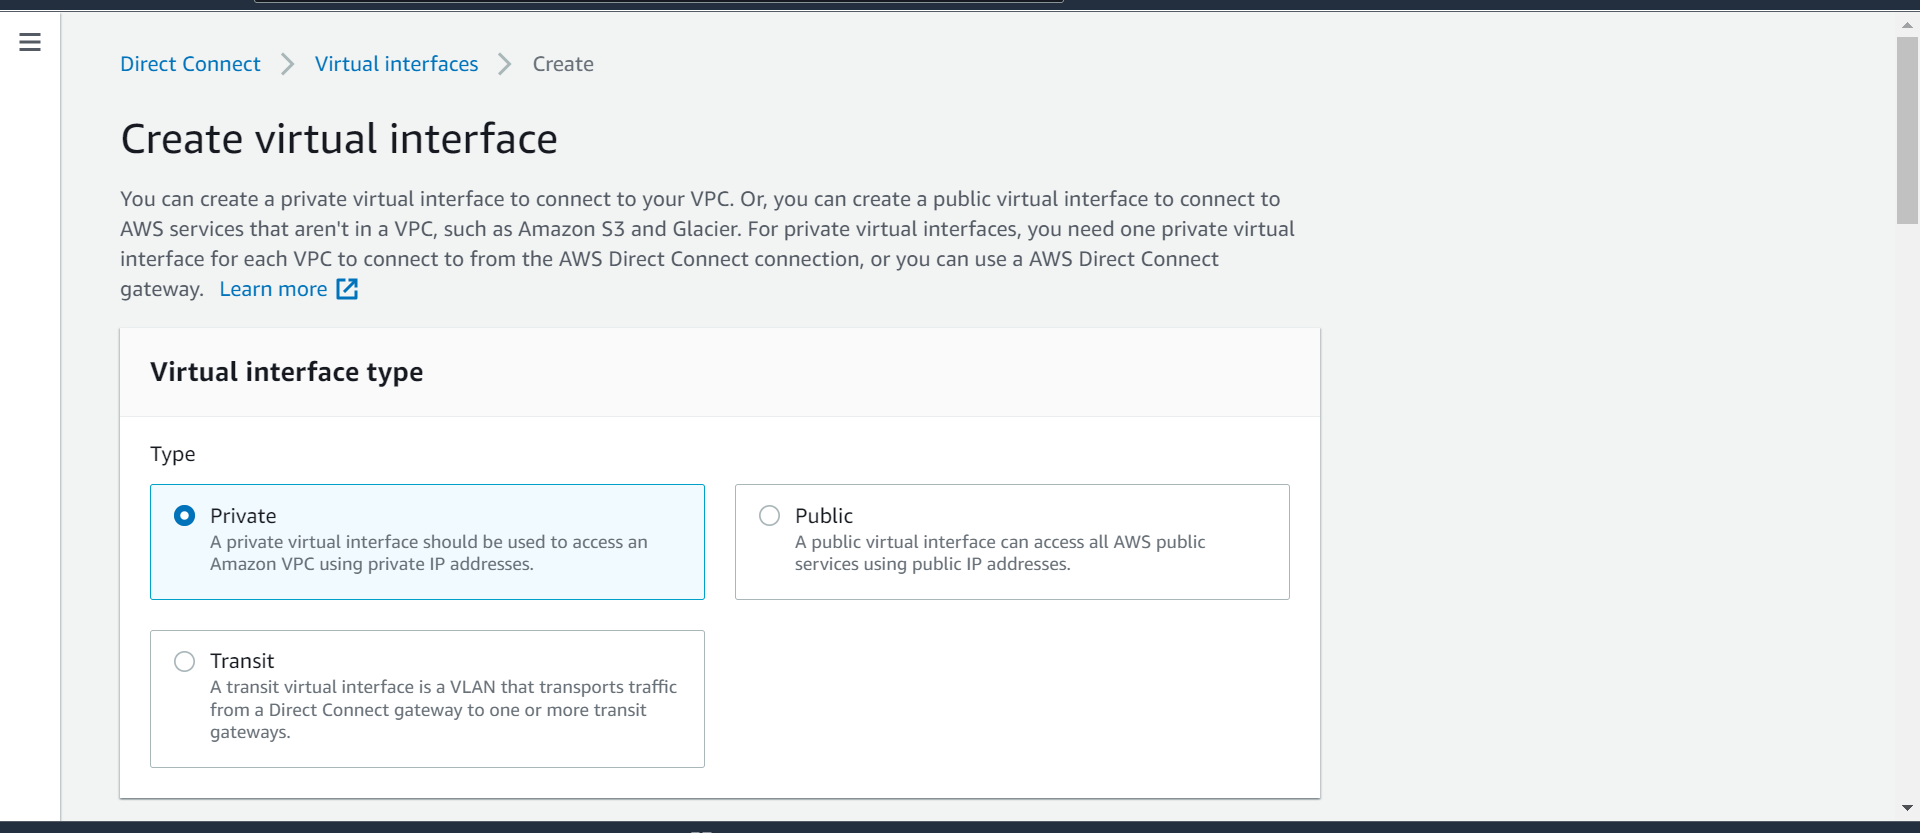 Direct Connect > Virtual interfaces > Create
Create virtual interface
You can create a private virtual interface to connect to your VPC. Or, you can create a public virtual interface to connect to
AWS services that aren't in a VPC, such as Amazon S3 and Glacier. For private virtual interfaces, you need one private virtual
interface for each VPC to connect to from the AWS Direct Connect connection, or you can use a AWS Direct Connect
gateway. Learn more
Virtual interface type
Type
Private
A private virtual interface should be used to access an
Amazon VPC using private IP addresses.
Public
A public virtual interface can access all AWS public
services using public IP addresses.
Transit
A transit virtual interface is a VLAN that transports traffic
from a Direct Connect gateway to one or more transit
gateways.